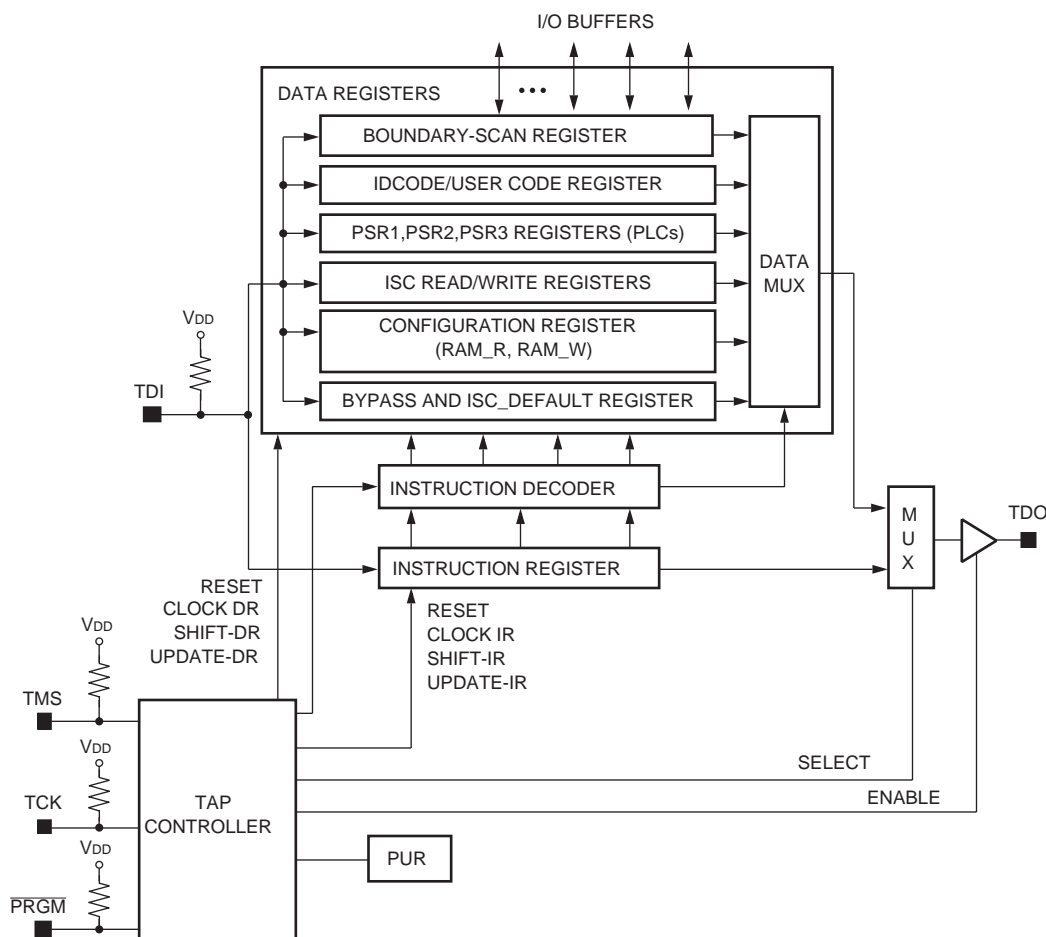 I/O BUFFERS
DATA REGISTERS
•••
BOUNDARY-SCAN REGISTER
IDCODE/USER CODE REGISTER
PSR1,PSR2,PSR3 REGISTERS (PLCs)
ISC READ/WRITE REGISTERS
CONFIGURATION REGISTER
(RAM_R, RAM_W)
BYPASS AND ISC_DEFAULT REGISTER
DATA
MUX
VDD
TDI
INSTRUCTION DECODER
INSTRUCTION REGISTER
M
U
X
TDO
RESET
CLOCK DR
SHIFT-DR
UPDATE-DR
RESET
CLOCK IR
SHIFT-IR
UPDATE-IR
VDD
TMS
VDD
TCK
VDD
PRGM
TAP
CONTROLLER
SELECT
ENABLE
PUR